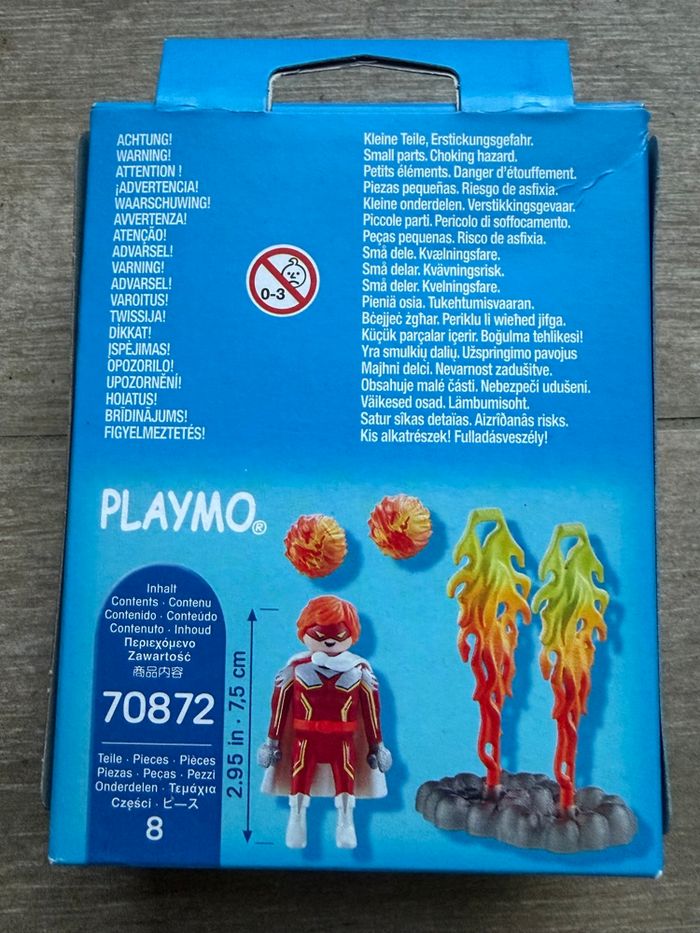 ACHTUNG! Kleine Teile, Erstickungsgefahr.
WARNING! Small parts. Choking hazard.
ATTENTION ! Petits éléments. Danger d'étouffement.
¡ADVERTENCIA! Piezas pequeñas. Riesgo de asfixia.
WAARSCHUWING! Kleine onderdelen. Verstikkingsgevaar.
AVVERTENZA! Piccole parti. Pericolo di soffocamento.
ATENÇÃO! Peças pequenas. Risco de asfixia.
ADVARSEL! Små dele. Kvælningsfare.
VARNING! Små delar. Kvävningsrisk.
ADVARSEL! Små deler. Kvelningsfare.
VAROITUS! Pieniä osia. Tukehtumisvaaran.
TWISSIJA! Bċejjeċ żgħar. Periklu li wieħed jifga.
DİKKAT! Küçük parçalar içerir. Boğulma tehlikesi!
ĮSPĖJIMAS! Yra smulkių dalių. Užspringimo pavojus
OPOZORILO! Majhni delci. Nevarnost zadušitve.
UPOZORNĚNÍ! Obsahuje malé části. Nebezpečí udušení.
HOIATUS! Väikesed osad. Lämbumisoht.
BRĪDINĀJUMS! Satur sīkas detaïas. Aizrīðanâs risks.
FIGYELMEZTETÉS! Kis alkatrészek! Fulladásveszély!
0-3
PLAYMO®
Inhalt
Contents · Contenu
Contenido · Conteúdo
Contenuto · Inhoud
Περιεχόμενο
Zawartość
商品内容
70872
Teile · Pieces · Pièces
Piezas · Peças · Pezzi
Onderdelen · Τεμάχια
Części · ピース
8
2.95 in · 7,5 cm